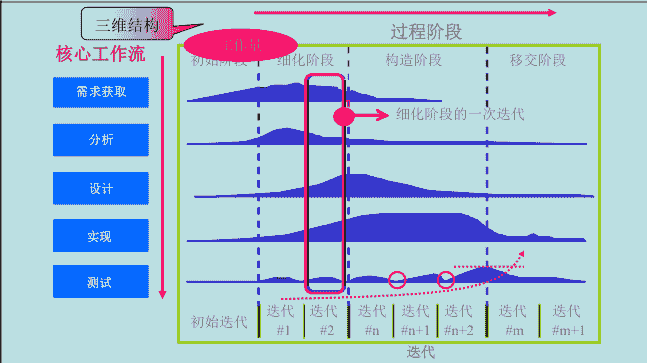 三维结构
过程阶段
核心工作流
工作量
初始阶段 细化阶段 构造阶段 移交阶段
需求获取
细化阶段的一次迭代
分析
设计
实现
测试
初始迭代 迭代#1 迭代#2 迭代#n 迭代#n+1 迭代#n+2 迭代#m 迭代#m+1
迭代